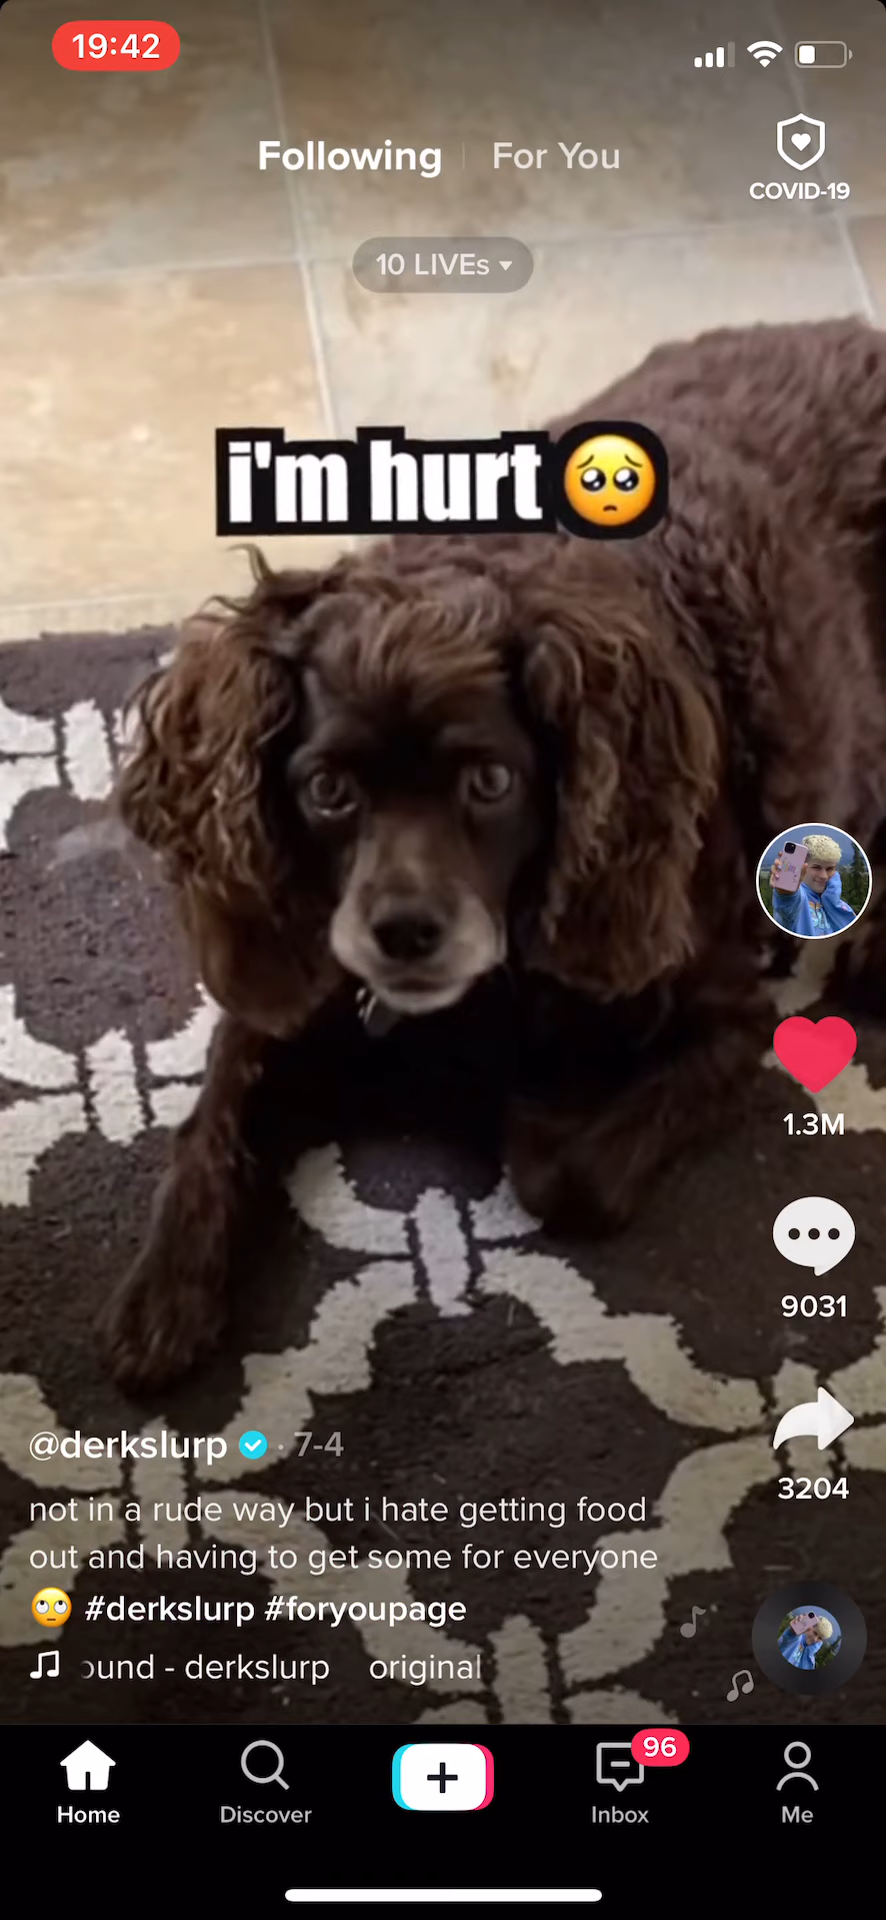 19:42
Following | For You
COVID-19
10 LIVEs
i'm hurt 🥺
1.3M
9031
3204
@derkslurp · 7-4
not in a rude way but i hate getting food
out and having to get some for everyone
🙄 #derkslurp #foryoupage
ound - derkslurp original
96
Home Discover Inbox Me